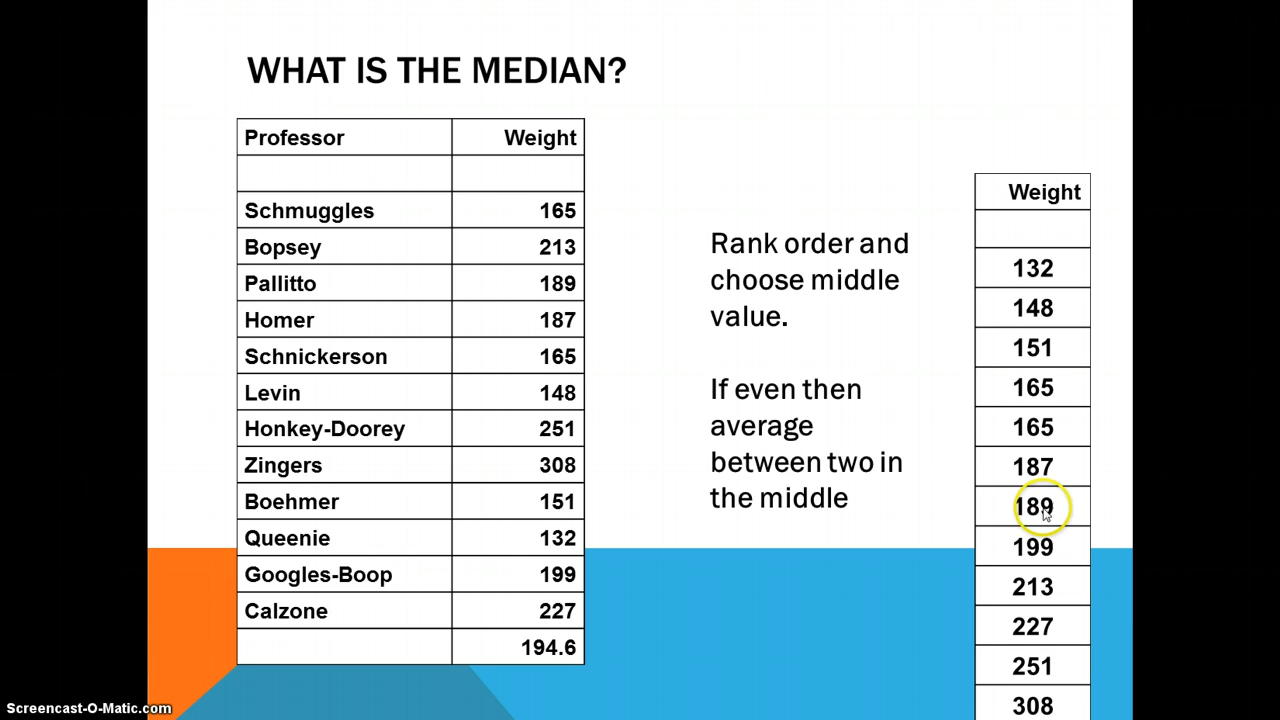 WHAT IS THE MEDIAN?
Professor Weight
Schmuggles 165
Bopsey 213
Pallitto 189
Homer 187
Schnickerson 165
Levin 148
Honkey-Doorey 251
Zingers 308
Boehmer 151
Queenie 132
Googles-Boop 199
Calzone 227
194.6
Rank order and
choose middle
value.
If even then
average
between two in
the middle
Weight
132
148
151
165
165
187
189
199
213
227
251
308
Screencast-O-Matic.com